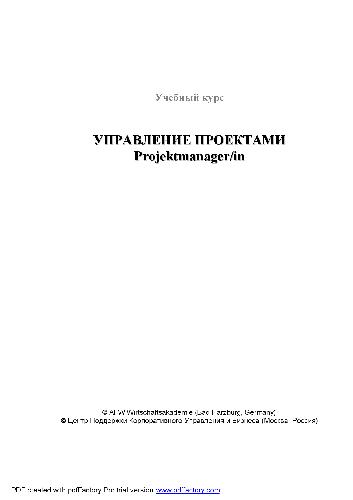 Учебный курс
УПРАВЛЕНИЕ ПРОЕКТАМИ
Projektmanager/in
© AFW Wirtschaftsakademie (Bad Harzburg, Germany)
© Центр Поддержки Корпоративного Управления и Бизнеса (Москва, Россия)
PDF created with pdfFactory Pro trial version www.pdffactory.com